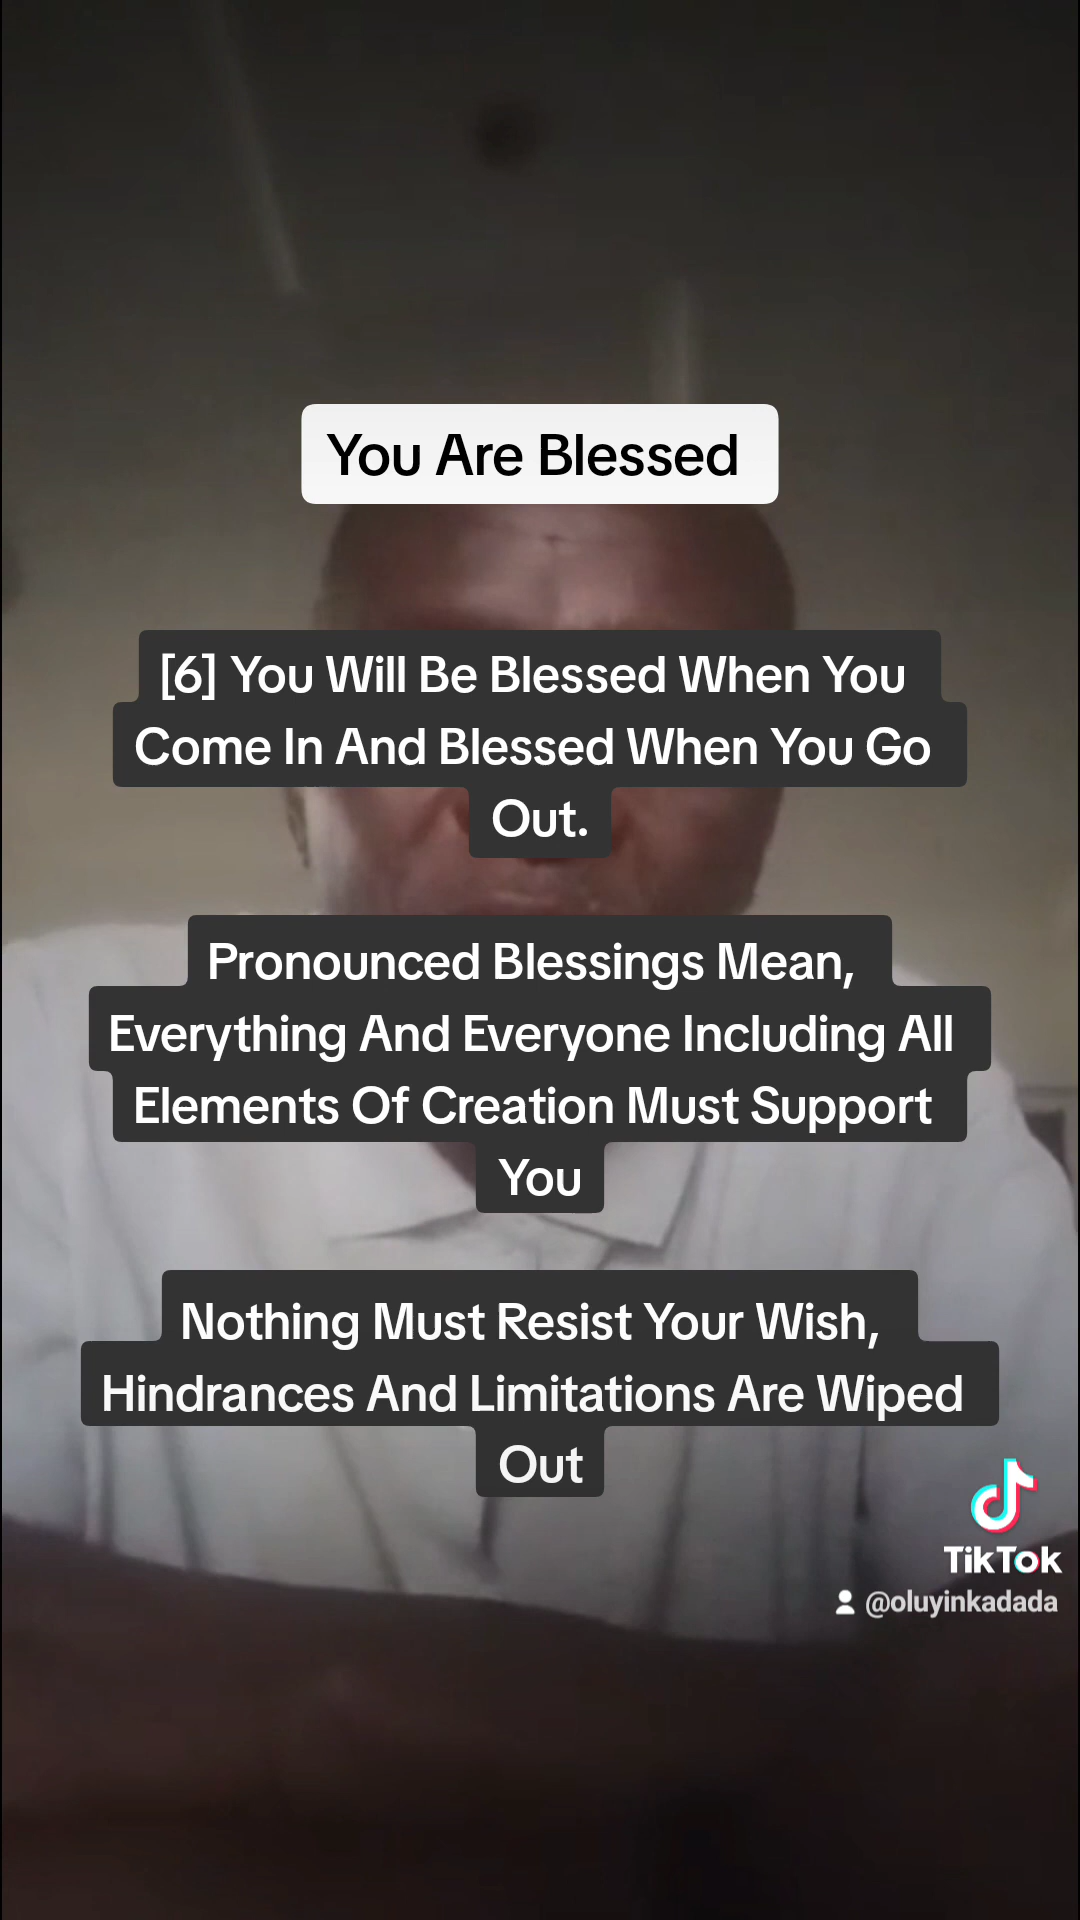 You Are Blessed
[6] You Will Be Blessed When You
Come In And Blessed When You Go
Out.
Pronounced Blessings Mean,
Everything And Everyone Including All
Elements Of Creation Must Support
You
Nothing Must Resist Your Wish,
Hindrances And Limitations Are Wiped
Out
TikTok
@oluyinkadada